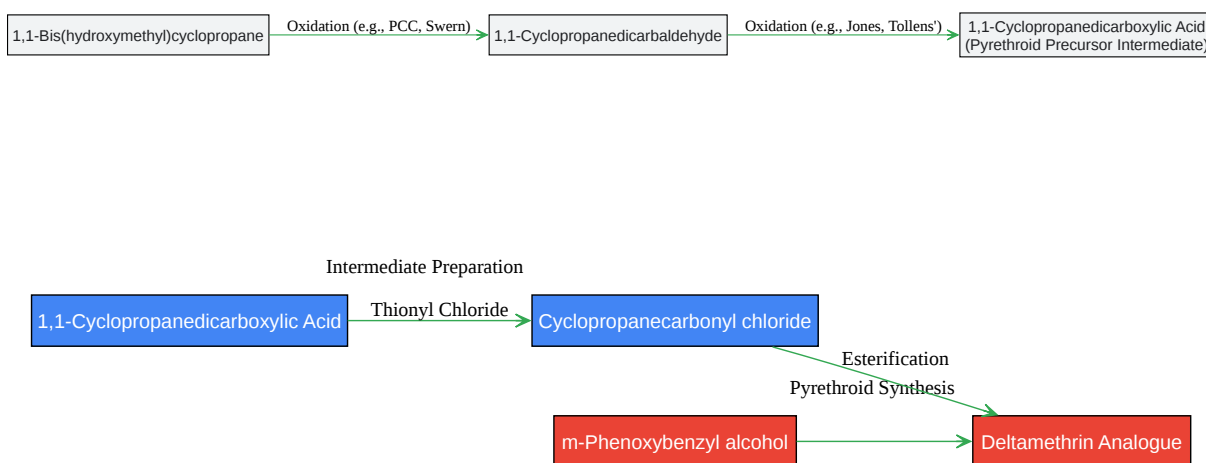 1,1-Bis(hydroxymethyl)cyclopropane
Oxidation (e.g., PCC, Swern)
1,1-Cyclopropanedicarbaldehyde
Oxidation (e.g., Jones, Tollens')
1,1-Cyclopropanedicarboxylic Acid
(Pyrethroid Precursor Intermediate)
Intermediate Preparation
1,1-Cyclopropanedicarboxylic Acid
Thionyl Chloride
Cyclopropanecarbonyl chloride
Esterification
Pyrethroid Synthesis
m-Phenoxybenzyl alcohol
Deltamethrin Analogue